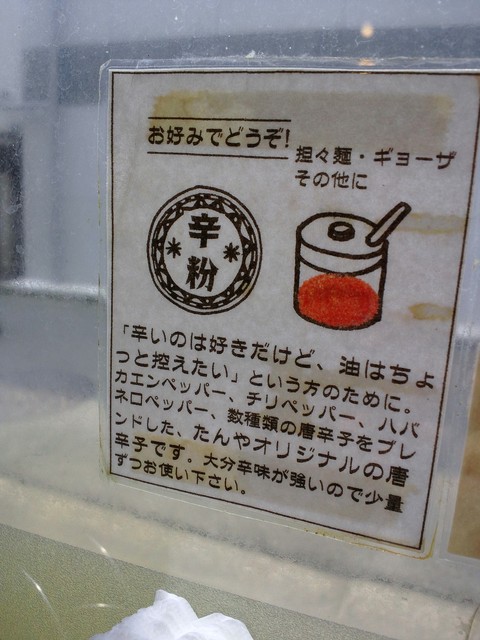 お好みでどうぞ!
担々麺・ギョーザ
その他に
辛
粉
「辛いのは好きだけど、油はちょ
っと控えたい」という方のために。
カエンペッパー、チリペッパー、ハバ
ネロペッパー、数種類の唐辛子をブレ
ンドした、たんやオリジナルの唐
辛子です。大分辛味が強いので少量
ずつお使い下さい。